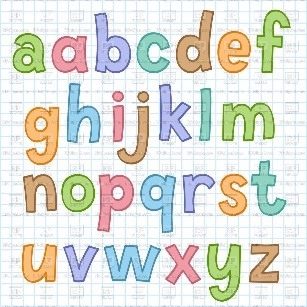 aabcdef
ghijklm
nopqrst
uvwxyz